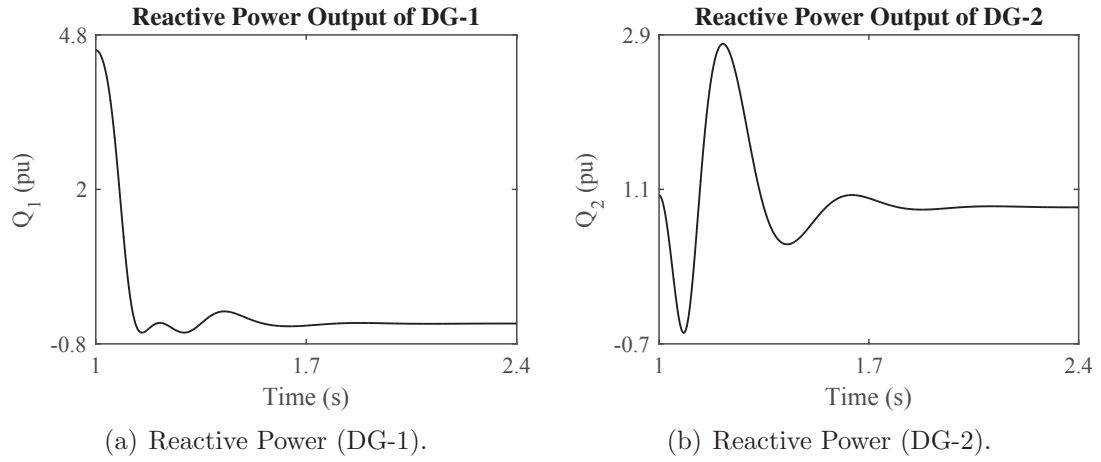 Reactive Power Output of DG-1
4.8
2
-0.8
Q1 (pu)
1
1.7
2.4
Time (s)
(a) Reactive Power (DG-1).
Reactive Power Output of DG-2
2.9
1.1
-0.7
Q2 (pu)
1
1.7
2.4
Time (s)
(b) Reactive Power (DG-2).